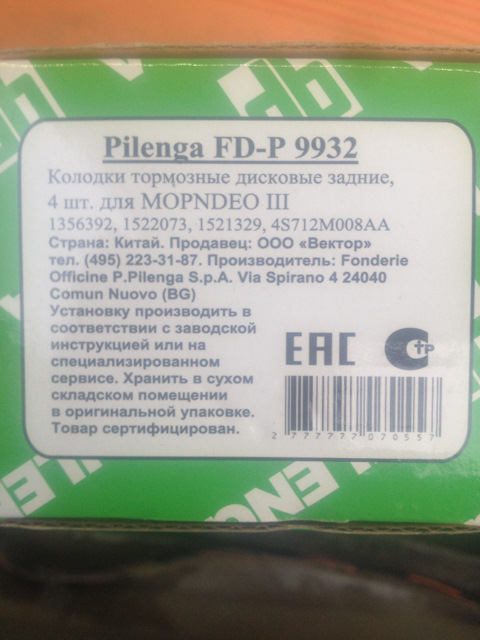 Pilenga FD-P 9932
Колодки тормозные дисковые задние,
4 шт. для MOPNDEO III
1356392, 1522073, 1521329, 4S712M008AA
Страна: Китай. Продавец: ООО «Вектор»
тел. (495) 223-31-87. Производитель: Fonderie
Officine P.Pilenga S.p.A. Via Spirano 4 24040
Comun Nuovo (BG)
Установку производить в
соответствии с заводской
инструкцией или на
специализированном
сервисе. Хранить в сухом
складском помещении
в оригинальной упаковке.
Товар сертифицирован.
EAC
СТР
2 777777 070557